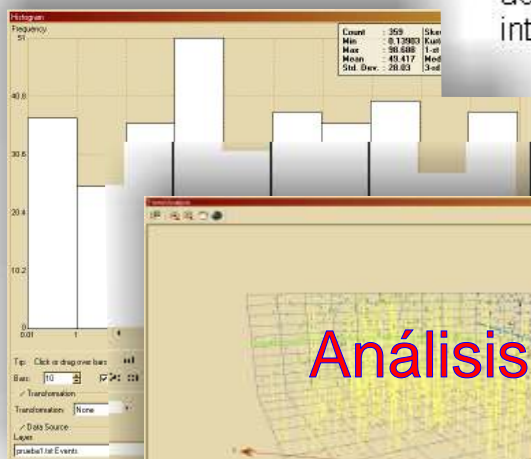 Histogram
Frequency
51
40.8
30.6
20.4
10.2
0
0.01 1
Count : 359
Min : 0.13983
Max : 98.688
Mean : 49.417
Std. Dev. : 28.03
int
Tip: Click or drag over bars
Bars: 10
Transformation
Transformation: None
Data Source
Layer
prueba1.txt Events
Análisis